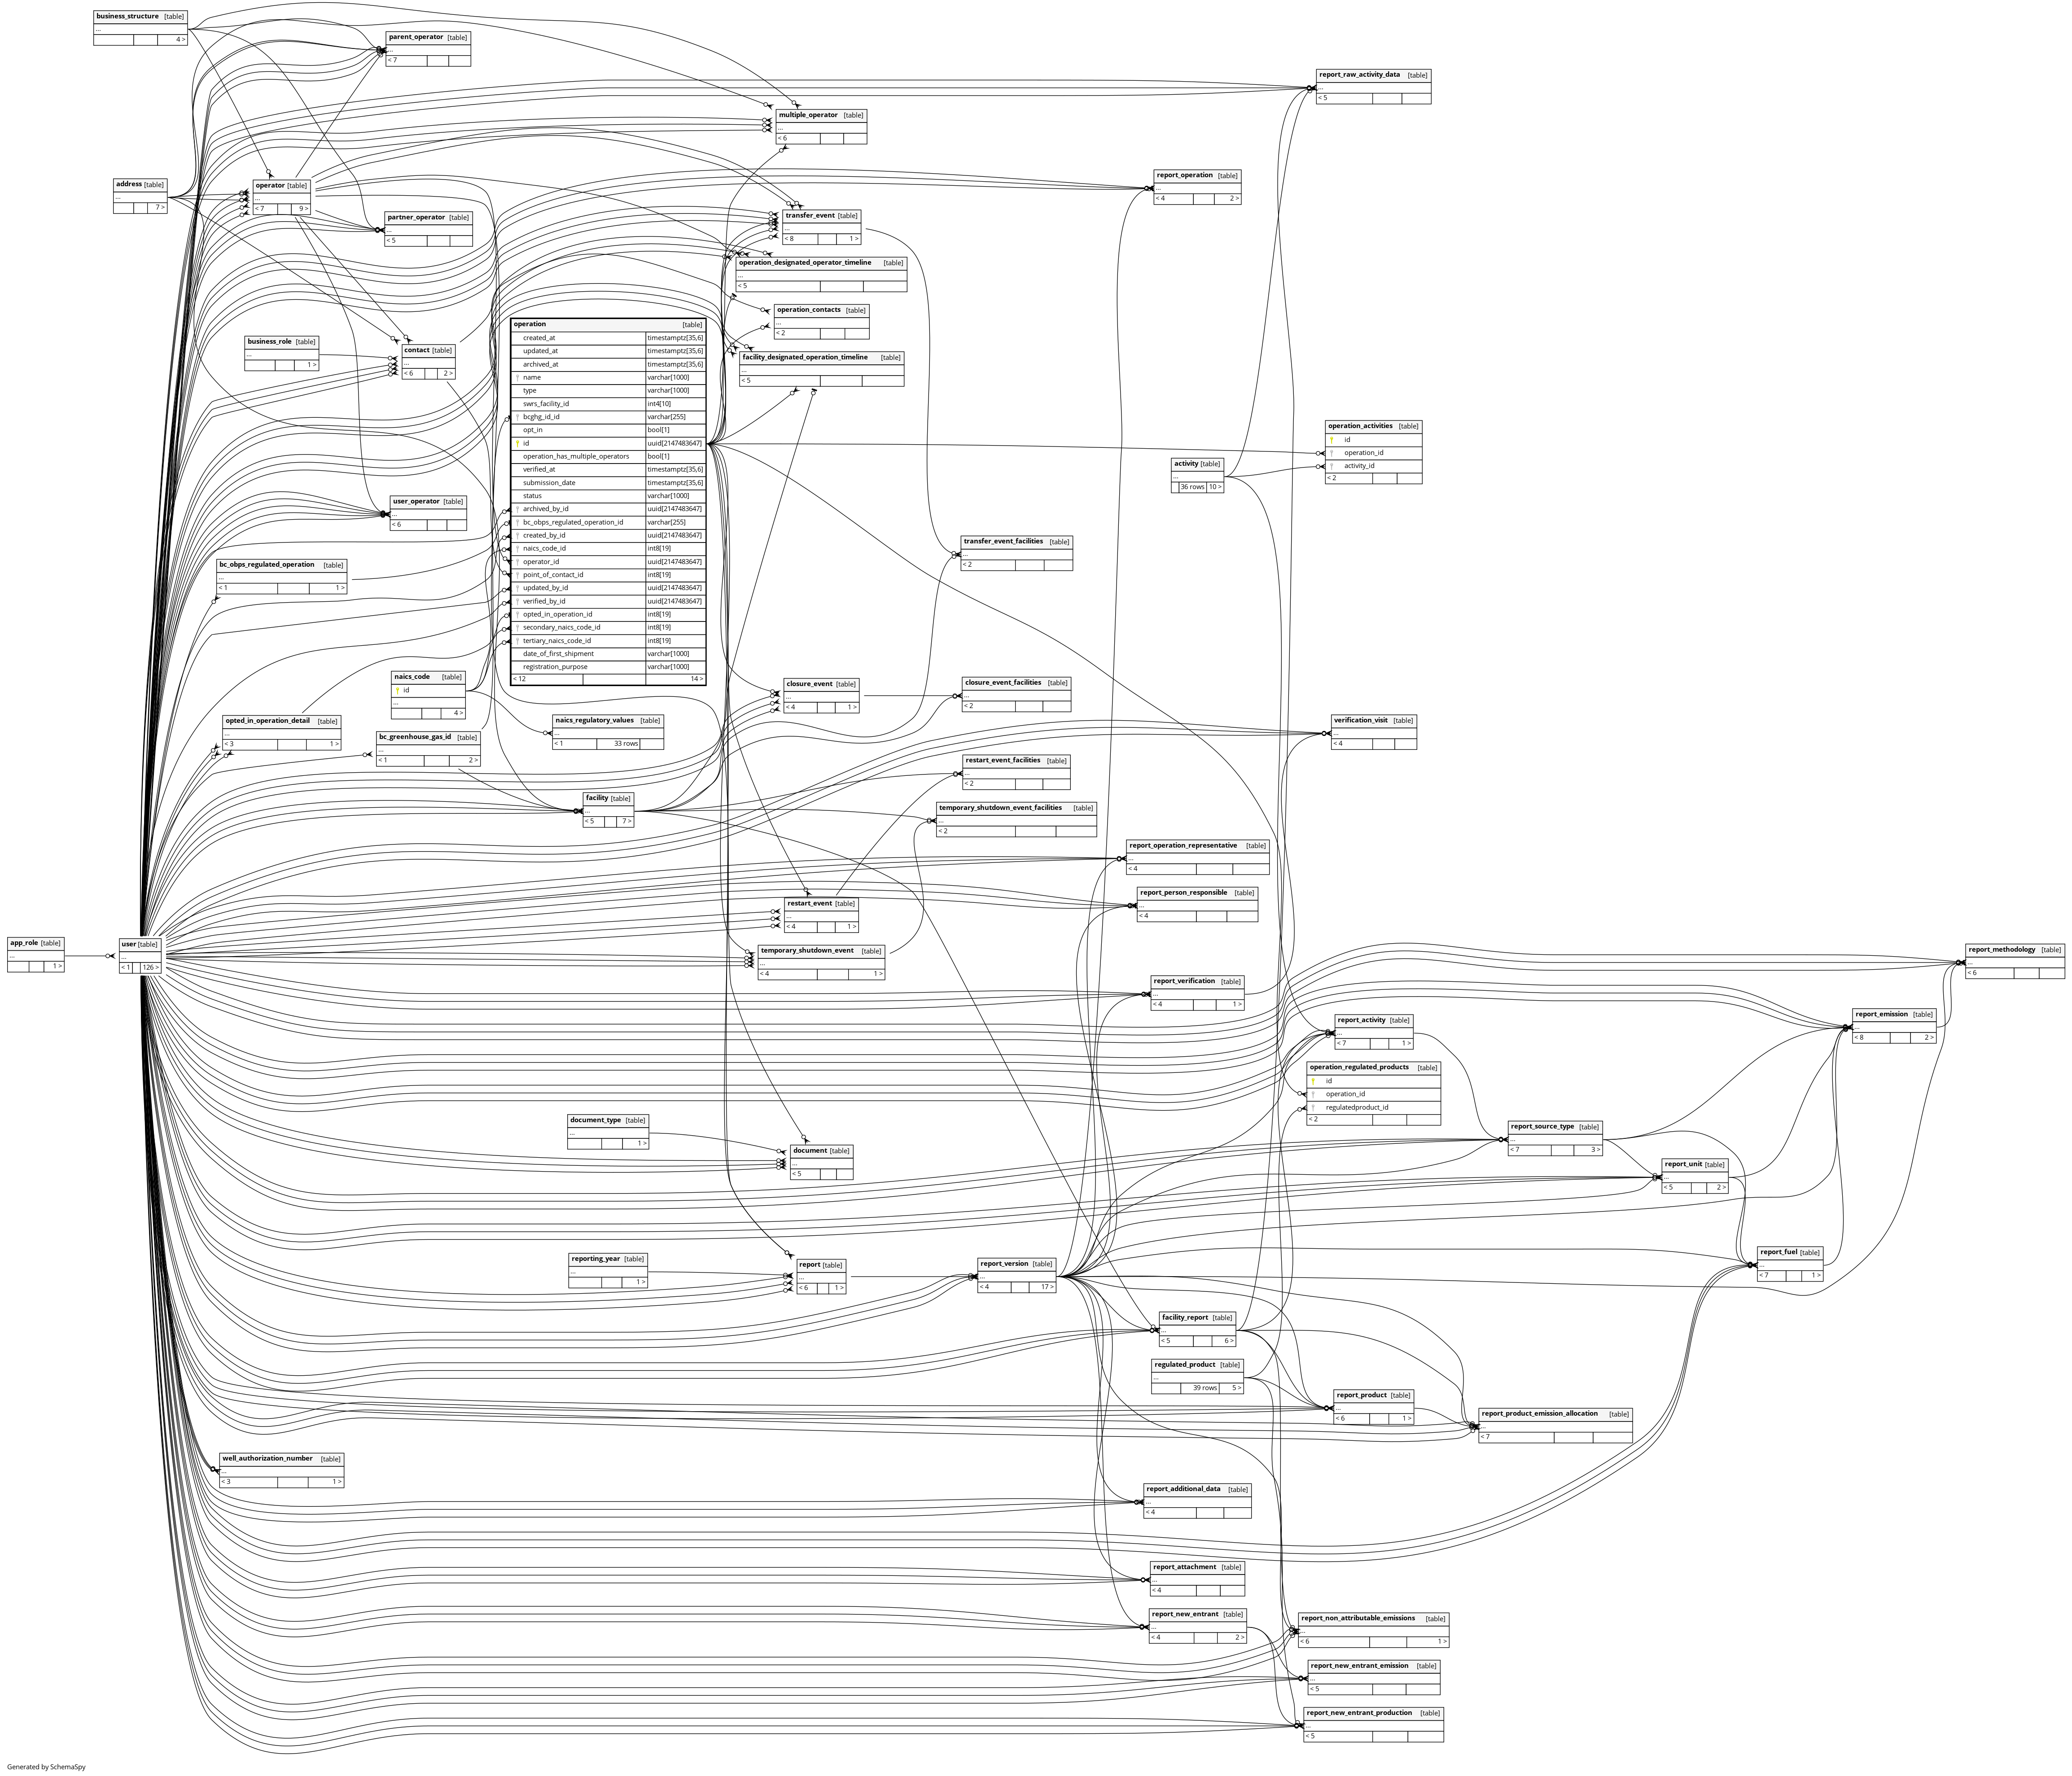 business_structure [table]
...
4 >
parent_operator [table]
...
< 7
report_raw_activity_data [table]
...
< 5
multiple_operator [table]
...
< 6
address [table]
...
7 >
operator [table]
...
< 7 9 >
report_operation [table]
...
< 4 2 >
partner_operator [table]
...
< 5
transfer_event [table]
...
< 8 1 >
operation_designated_operator_timeline [table]
...
< 5
operation_contacts [table]
...
< 2
business_role [table]
...
1 >
contact [table]
...
< 6 2 >
facility_designated_operation_timeline [table]
...
< 5
operation [table]
created_at timestamptz[35,6]
updated_at timestamptz[35,6]
archived_at timestamptz[35,6]
name varchar[1000]
type varchar[1000]
swrs_facility_id int4[10]
bcghg_id_id varchar[255]
opt_in bool[1]
id uuid[2147483647]
operation_has_multiple_operators bool[1]
verified_at timestamptz[35,6]
submission_date timestamptz[35,6]
status varchar[1000]
archived_by_id uuid[2147483647]
bc_obps_regulated_operation_id varchar[255]
created_by_id uuid[2147483647]
naics_code_id int8[19]
operator_id uuid[2147483647]
point_of_contact_id int8[19]
updated_by_id uuid[2147483647]
verified_by_id uuid[2147483647]
opted_in_operation_id int8[19]
secondary_naics_code_id int8[19]
tertiary_naics_code_id int8[19]
date_of_first_shipment varchar[1000]
registration_purpose varchar[1000]
< 12 14 >
operation_activities [table]
id
operation_id
activity_id
< 2
activity [table]
...
36 rows 10 >
user_operator [table]
...
< 6
transfer_event_facilities [table]
...
< 2
bc_obps_regulated_operation [table]
...
< 1 1 >
naics_code [table]
id
...
4 >
closure_event [table]
...
< 4 1 >
closure_event_facilities [table]
...
< 2
opted_in_operation_detail [table]
...
< 3 1 >
naics_regulatory_values [table]
...
< 1 33 rows
verification_visit [table]
...
< 4
bc_greenhouse_gas_id [table]
...
< 1 2 >
restart_event_facilities [table]
...
< 2
facility [table]
...
< 5 7 >
temporary_shutdown_event_facilities [table]
...
< 2
report_operation_representative [table]
...
< 4
report_person_responsible [table]
...
< 4
restart_event [table]
...
< 4 1 >
app_role [table]
...
1 >
user [table]
...
< 1 126 >
temporary_shutdown_event [table]
...
< 4 1 >
report_methodology [table]
...
< 6
report_verification [table]
...
< 4 1 >
report_emission [table]
...
< 8 2 >
report_activity [table]
...
< 7 1 >
operation_regulated_products [table]
id
operation_id
regulatedproduct_id
< 2
document_type [table]
...
1 >
report_source_type [table]
...
< 7 3 >
document [table]
...
< 5
report_unit [table]
...
< 5 2 >
report_fuel [table]
...
< 7 1 >
reporting_year [table]
...
1 >
report [table]
...
< 6 1 >
report_version [table]
...
< 4 17 >
facility_report [table]
...
< 5 6 >
regulated_product [table]
...
39 rows 5 >
report_product [table]
...
< 6 1 >
report_product_emission_allocation [table]
...
< 7
well_authorization_number [table]
...
< 3 1 >
report_additional_data [table]
...
< 4
report_attachment [table]
...
< 4
report_new_entrant [table]
...
< 4 2 >
report_non_attributable_emissions [table]
...
< 6 1 >
report_new_entrant_emission [table]
...
< 5
report_new_entrant_production [table]
...
< 5
Generated by SchemaSpy